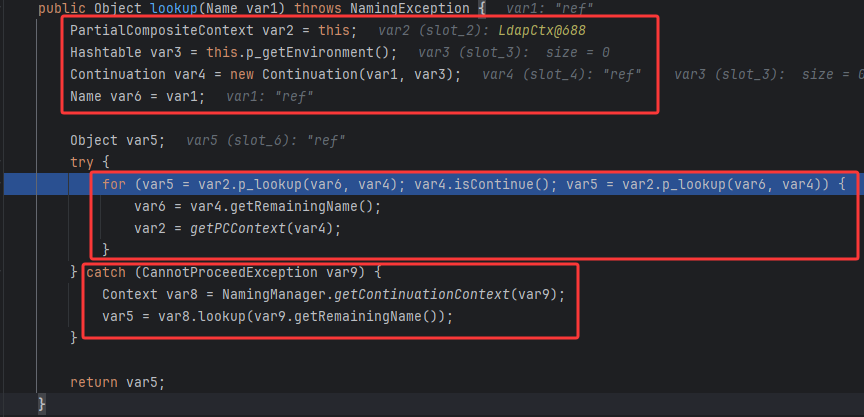 public Object lookup(Name var1) throws NamingException { var1: "ref"
PartialCompositeContext var2 = this; var2 (slot_2): LdapCtx@688
Hashtable var3 = this.p_getEnvironment(); var3 (slot_3): size = 0
Continuation var4 = new Continuation(var1, var3); var4 (slot_4): "ref" var3 (slot_3): size = 0
Name var6 = var1; var1: "ref"
Object var5; var5 (slot_6): "ref"
try {
for (var5 = var2.p_lookup(var6, var4); var4.isContinue(); var5 = var2.p_lookup(var6, var4)) {
var6 = var4.getRemainingName();
var2 = getPCContext(var4);
}
} catch (CannotProceedException var9) {
Context var8 = NamingManager.getContinuationContext(var9);
var5 = var8.lookup(var9.getRemainingName());
}
return var5;
}